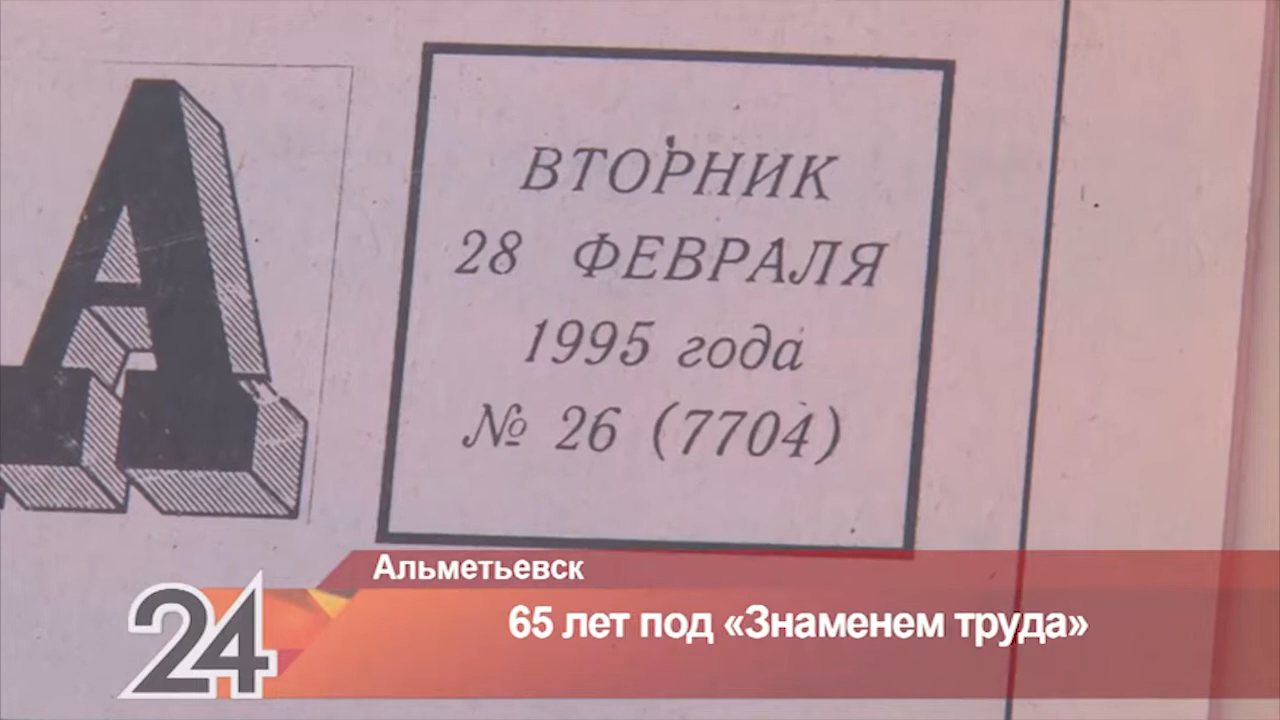 А
ВТОРНИК
28 ФЕВРАЛЯ
1995 года
№ 26 (7704)
Альметьевск
24
65 лет под «Знаменем труда»